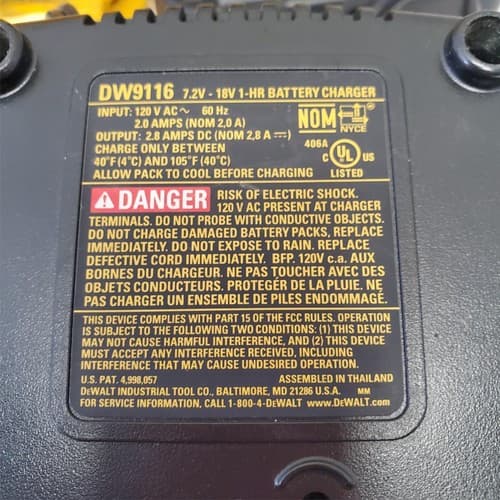 DW9116 7.2V - 18V 1-HR BATTERY CHARGER
INPUT: 120 V AC~ 60 Hz
2.0 AMPS (NOM 2,0 A)
OUTPUT: 2.8 AMPS DC (NOM 2,8 A ⎓)
CHARGE ONLY BETWEEN
40°F (4°C) AND 105°F (40°C)
ALLOW PACK TO COOL BEFORE CHARGING
NOM
NYCE
406A
C UL US
LISTED
DANGER RISK OF ELECTRIC SHOCK.
120 V AC PRESENT AT CHARGER
TERMINALS. DO NOT PROBE WITH CONDUCTIVE OBJECTS.
DO NOT CHARGE DAMAGED BATTERY PACKS, REPLACE
IMMEDIATELY. DO NOT EXPOSE TO RAIN. REPLACE
DEFECTIVE CORD IMMEDIATELY. BFP. 120V c.a. AUX
BORNES DU CHARGEUR. NE PAS TOUCHER AVEC DES
OBJETS CONDUCTEURS. PROTEGÉR DE LA PLUIE. NE
PAS CHARGER UN ENSEMBLE DE PILES ENDOMMAGÉ.
THIS DEVICE COMPLIES WITH PART 15 OF THE FCC RULES. OPERATION
IS SUBJECT TO THE FOLLOWING TWO CONDITIONS: (1) THIS DEVICE
MAY NOT CAUSE HARMFUL INTERFERENCE, AND (2) THIS DEVICE
MUST ACCEPT ANY INTERFERENCE RECEIVED, INCLUDING
INTERFERENCE THAT MAY CAUSE UNDESIRED OPERATION.
U.S. PAT. 4,998,057 ASSEMBLED IN THAILAND
DEWALT INDUSTRIAL TOOL CO., BALTIMORE, MD 21286 U.S.A. MM
FOR SERVICE INFORMATION, CALL 1-800-4-DEWALT www.DEWALT.com